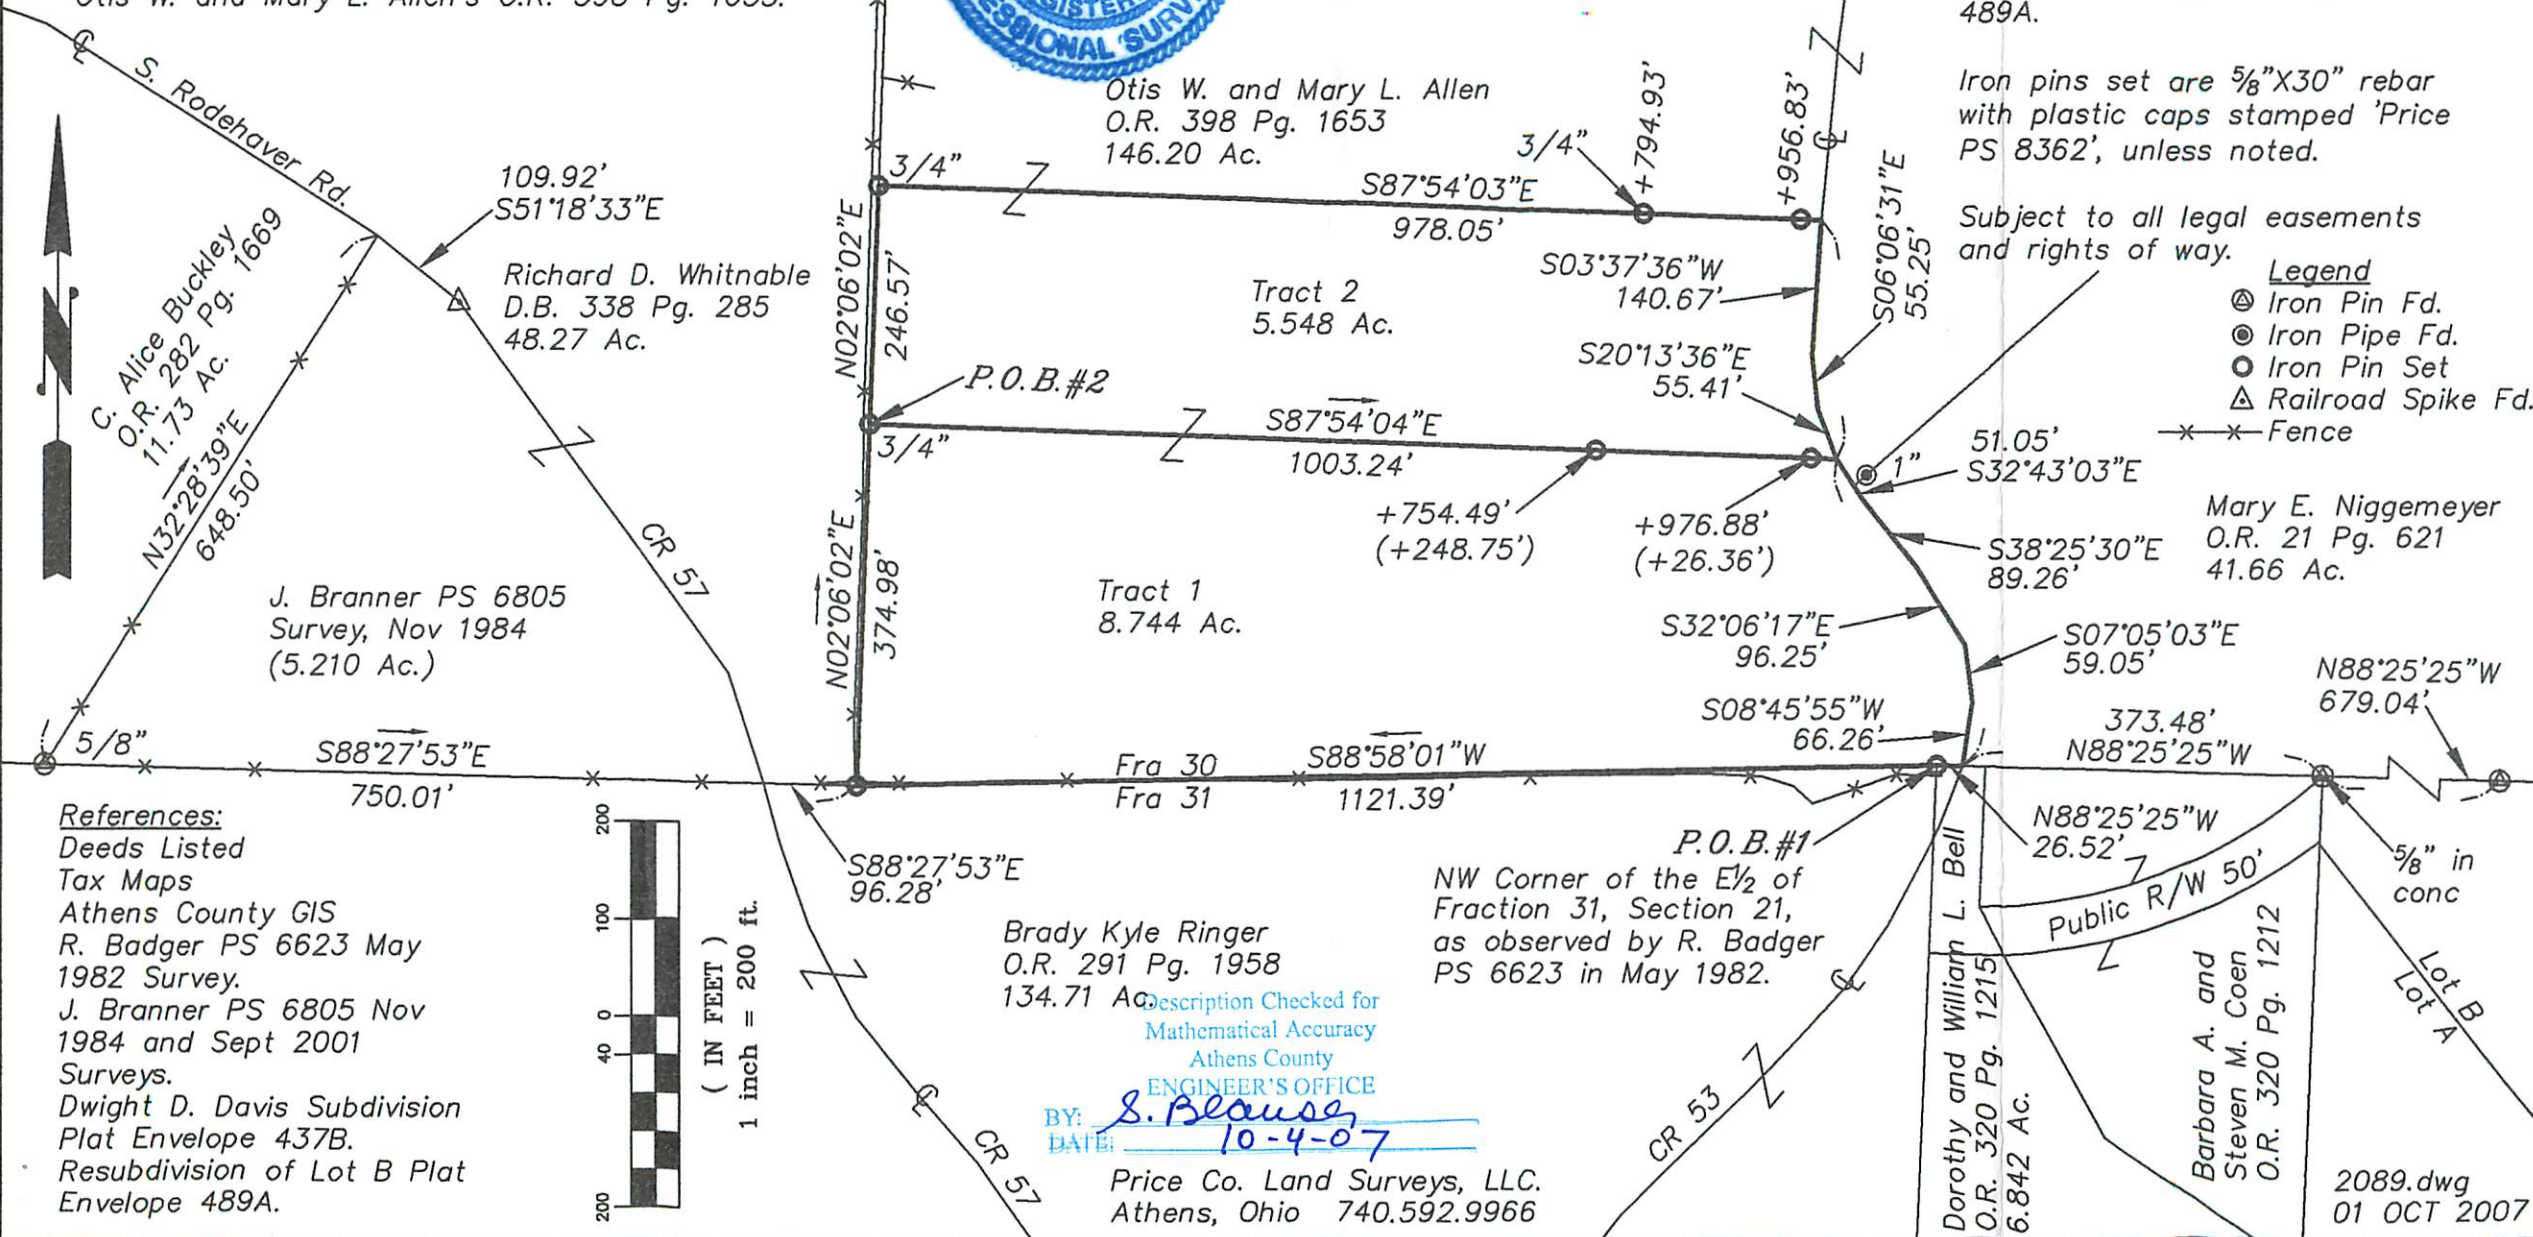 Otis W. and Mary L. Allen's O.R. 398 Pg. 1653.
REGISTERED
PROFESSIONAL SURVEYOR
489A.
Iron pins set are 5/8"X30" rebar
with plastic caps stamped 'Price
PS 8362', unless noted.
Subject to all legal easements
and rights of way.
Legend
Iron Pin Fd.
Iron Pipe Fd.
Iron Pin Set
Railroad Spike Fd.
Fence
S. Rodehaver Rd.
109.92'
S51°18'33"E
C. Alice Buckley
O.R. 282 Pg. 1669
11.73 Ac.
N32°28'39"E
648.50'
Richard D. Whitnable
D.B. 338 Pg. 285
48.27 Ac.
Otis W. and Mary L. Allen
O.R. 398 Pg. 1653
146.20 Ac.
3/4"
3/4"
+794.93'
+956.83'
S87°54'03"E
978.05'
N02°06'02"E
246.57'
Tract 2
5.548 Ac.
S03°37'36"W
140.67'
S06°06'31"E
55.25'
S20°13'36"E
55.41'
P.O.B.#2
3/4"
S87°54'04"E
1003.24'
+754.49'
(+248.75')
+976.88'
(+26.36')
1"
51.05'
S32°43'03"E
S38°25'30"E
89.26'
Mary E. Niggemeyer
O.R. 21 Pg. 621
41.66 Ac.
CR 57
J. Branner PS 6805
Survey, Nov 1984
(5.210 Ac.)
N02°06'02"E
374.98'
Tract 1
8.744 Ac.
S32°06'17"E
96.25'
S07°05'03"E
59.05'
S08°45'55"W
66.26'
N88°25'25"W
679.04'
373.48'
N88°25'25"W
5/8"
S88°27'53"E
750.01'
Fra 30
Fra 31
S88°58'01"W
1121.39'
S88°27'53"E
96.28'
N88°25'25"W
26.52'
5/8" in
conc
P.O.B.#1
NW Corner of the E1/2 of
Fraction 31, Section 21,
as observed by R. Badger
PS 6623 in May 1982.
Public R/W 50'
References:
Deeds Listed
Tax Maps
Athens County GIS
R. Badger PS 6623 May
1982 Survey.
J. Branner PS 6805 Nov
1984 and Sept 2001
Surveys.
Dwight D. Davis Subdivision
Plat Envelope 437B.
Resubdivision of Lot B Plat
Envelope 489A.
200
100
0
40
200
( IN FEET )
1 inch = 200 ft.
Brady Kyle Ringer
O.R. 291 Pg. 1958
134.71 Ac.
Description Checked for
Mathematical Accuracy
Athens County
ENGINEER'S OFFICE
BY: S. Beause
DATE: 10-4-07
Price Co. Land Surveys, LLC.
Athens, Ohio 740.592.9966
CR 57
CR 53
Dorothy and William L. Bell
O.R. 320 Pg. 1215
6.842 Ac.
Barbara A. and
Steven M. Coen
O.R. 320 Pg. 1212
Lot B
Lot A
2089.dwg
01 OCT 2007